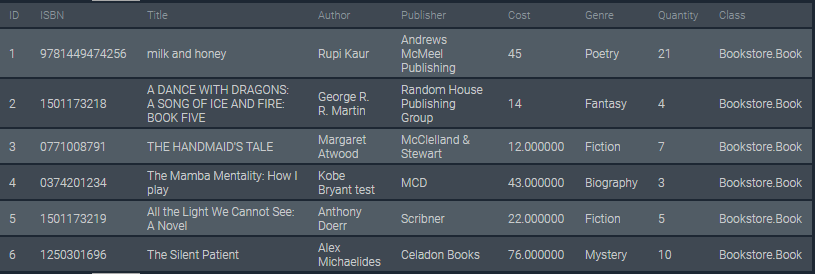 ID ISBN Title Author Publisher Cost Genre Quantity Class
1 9781449474256 milk and honey Rupi Kaur Andrews McMeel Publishing 45 Poetry 21 Bookstore.Book
2 1501173218 A DANCE WITH DRAGONS: A SONG OF ICE AND FIRE: BOOK FIVE George R. R. Martin Random House Publishing Group 14 Fantasy 4 Bookstore.Book
3 0771008791 THE HANDMAID'S TALE Margaret Atwood McClelland & Stewart 12.000000 Fiction 7 Bookstore.Book
4 0374201234 The Mamba Mentality: How I play Kobe Bryant test MCD 43.000000 Biography 3 Bookstore.Book
5 1501173219 All the Light We Cannot See: A Novel Anthony Doerr Scribner 22.000000 Fiction 5 Bookstore.Book
6 1250301696 The Silent Patient Alex Michaelides Celadon Books 76.000000 Mystery 10 Bookstore.Book